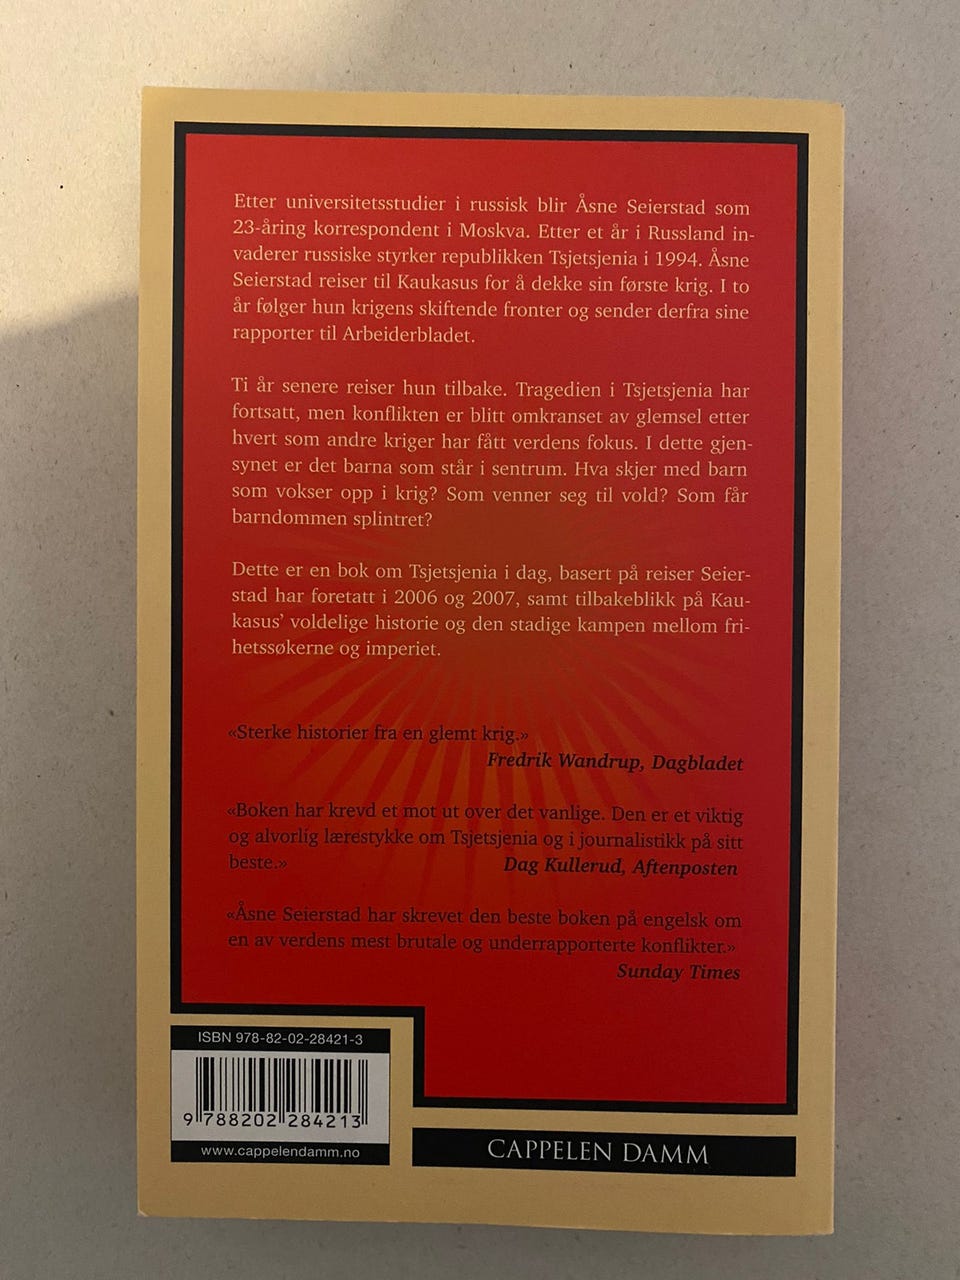 Etter universitetsstudier i russisk blir Åsne Seierstad som
23-åring korrespondent i Moskva. Etter et år i Russland in-
vaderer russiske styrker republikken Tsjetsjenia i 1994. Åsne
Seierstad reiser til Kaukasus for å dekke sin første krig. I to
år følger hun krigens skiftende fronter og sender derfra sine
rapporter til Arbeiderbladet.
Ti år senere reiser hun tilbake. Tragedien i Tsjetsjenia har
fortsatt, men konflikten er blitt omkranset av glemsel etter
hvert som andre kriger har fått verdens fokus. I dette gjen-
synet er det barna som står i sentrum. Hva skjer med barn
som vokser opp i krig? Som venner seg til vold? Som får
barndommen splintret?
Dette er en bok om Tsjetsjenia i dag, basert på reiser Seier-
stad har foretatt i 2006 og 2007, samt tilbakeblikk på Kau-
kasus’ voldelige historie og den stadige kampen mellom fri-
hetssøkerne og imperiet.
«Sterke historier fra en glemt krig.»
Fredrik Wandrup, Dagbladet
«Boken har krevd et mot ut over det vanlige. Den er et viktig
og alvorlig lærestykke om Tsjetsjenia og i journalistikk på sitt
beste.» Dag Kullerud, Aftenposten
«Åsne Seierstad har skrevet den beste boken på engelsk om
en av verdens mest brutale og underrapporterte konflikter.»
Sunday Times
ISBN 978-82-02-28421-3
9 788202 284213
www.cappelendamm.no
CAPPELEN DAMM